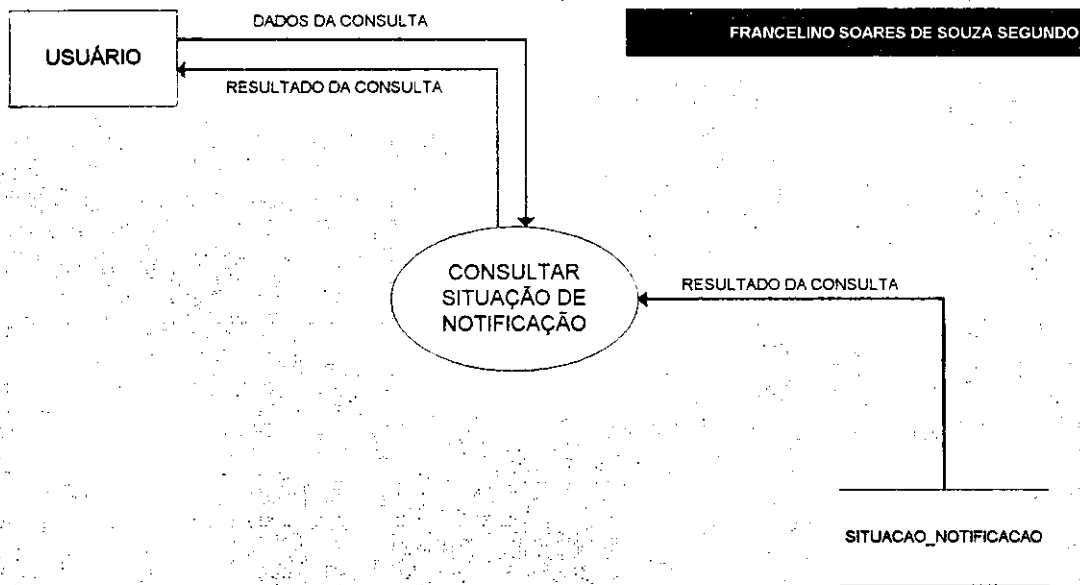 DADOS DA CONSULTA
FRANCELINO SOARES DE SOUZA SEGUNDO
USUÁRIO
RESULTADO DA CONSULTA
CONSULTAR
SITUAÇÃO DE
NOTIFICAÇÃO
RESULTADO DA CONSULTA
SITUACAO_NOTIFICACAO